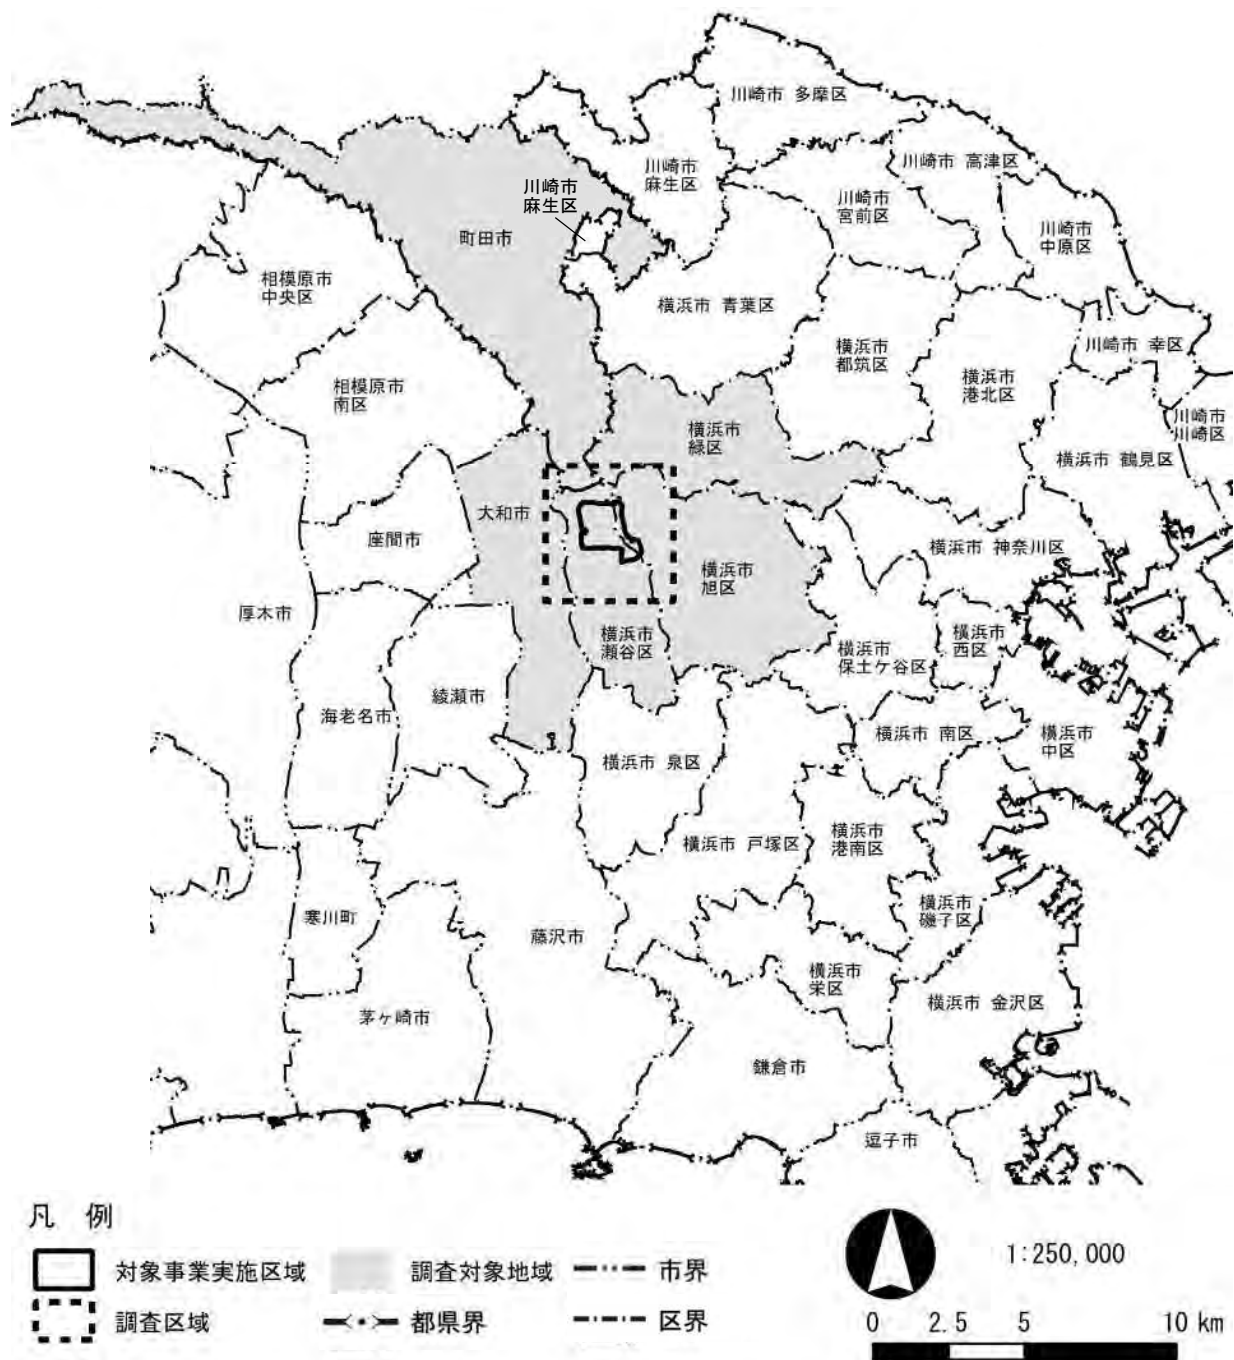 川崎市 多摩区
川崎市 高津区
川崎市
麻生区
川崎市
麻生区
川崎市
宮前区
川崎市
中原区
町田市
相模原市
中央区
横浜市 青葉区
川崎市 幸区
横浜市
都筑区
横浜市
港北区
相模原市
南区
川崎市
川崎区
横浜市
緑区
横浜市 鶴見区
大和市
座間市
横浜市 神奈川区
横浜市
旭区
厚木市
横浜市
瀬谷区
横浜市
保土ケ谷区
横浜市
西区
綾瀬市
海老名市
横浜市 南区
横浜市
中区
横浜市 泉区
横浜市 戸塚区
横浜市
港南区
横浜市
磯子区
寒川町
藤沢市
横浜市
栄区
横浜市 金沢区
茅ヶ崎市
鎌倉市
逗子市
凡 例
対象事業実施区域
調査対象地域
市界
調査区域
都県界
区界
1:250,000
0 2.5 5 10 km